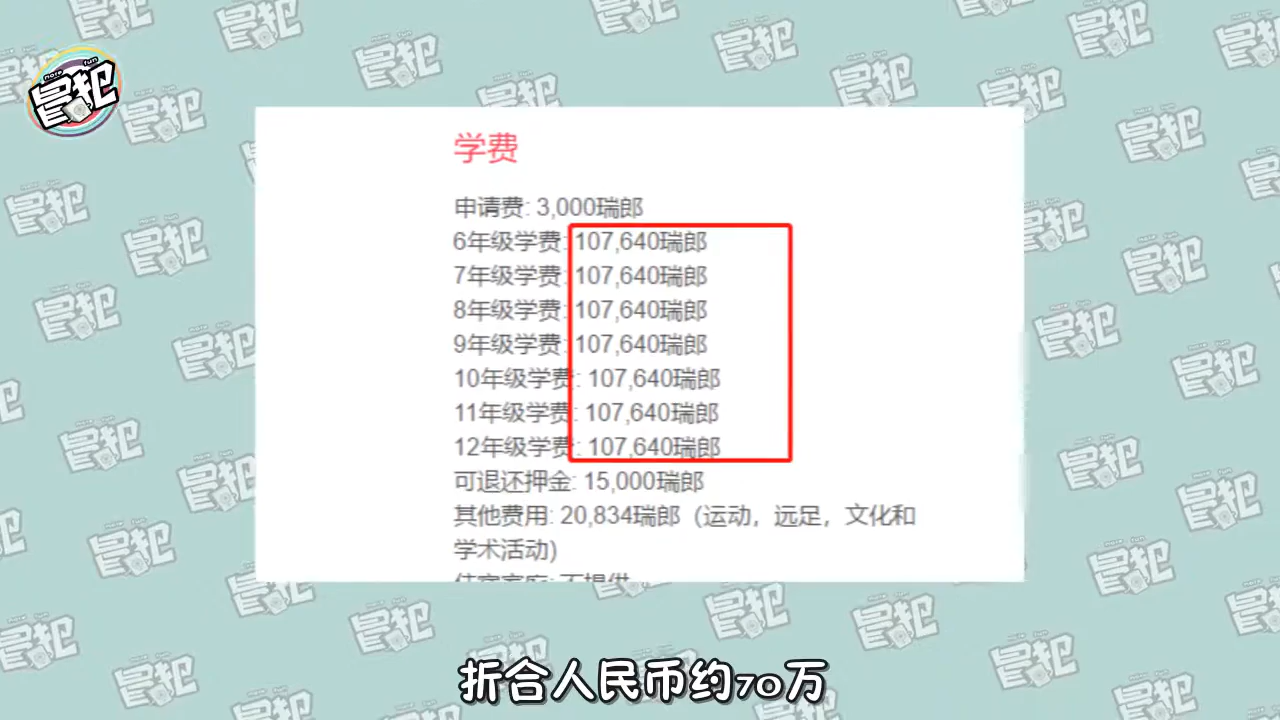 more fun
冒犯
学费
申请费: 3,000瑞郎
6年级学费: 107,640瑞郎
7年级学费: 107,640瑞郎
8年级学费: 107,640瑞郎
9年级学费: 107,640瑞郎
10年级学费: 107,640瑞郎
11年级学费: 107,640瑞郎
12年级学费: 107,640瑞郎
可退还押金: 15,000瑞郎
其他费用: 20,834瑞郎（运动，远足，文化和
学术活动)
折合人民币约70万